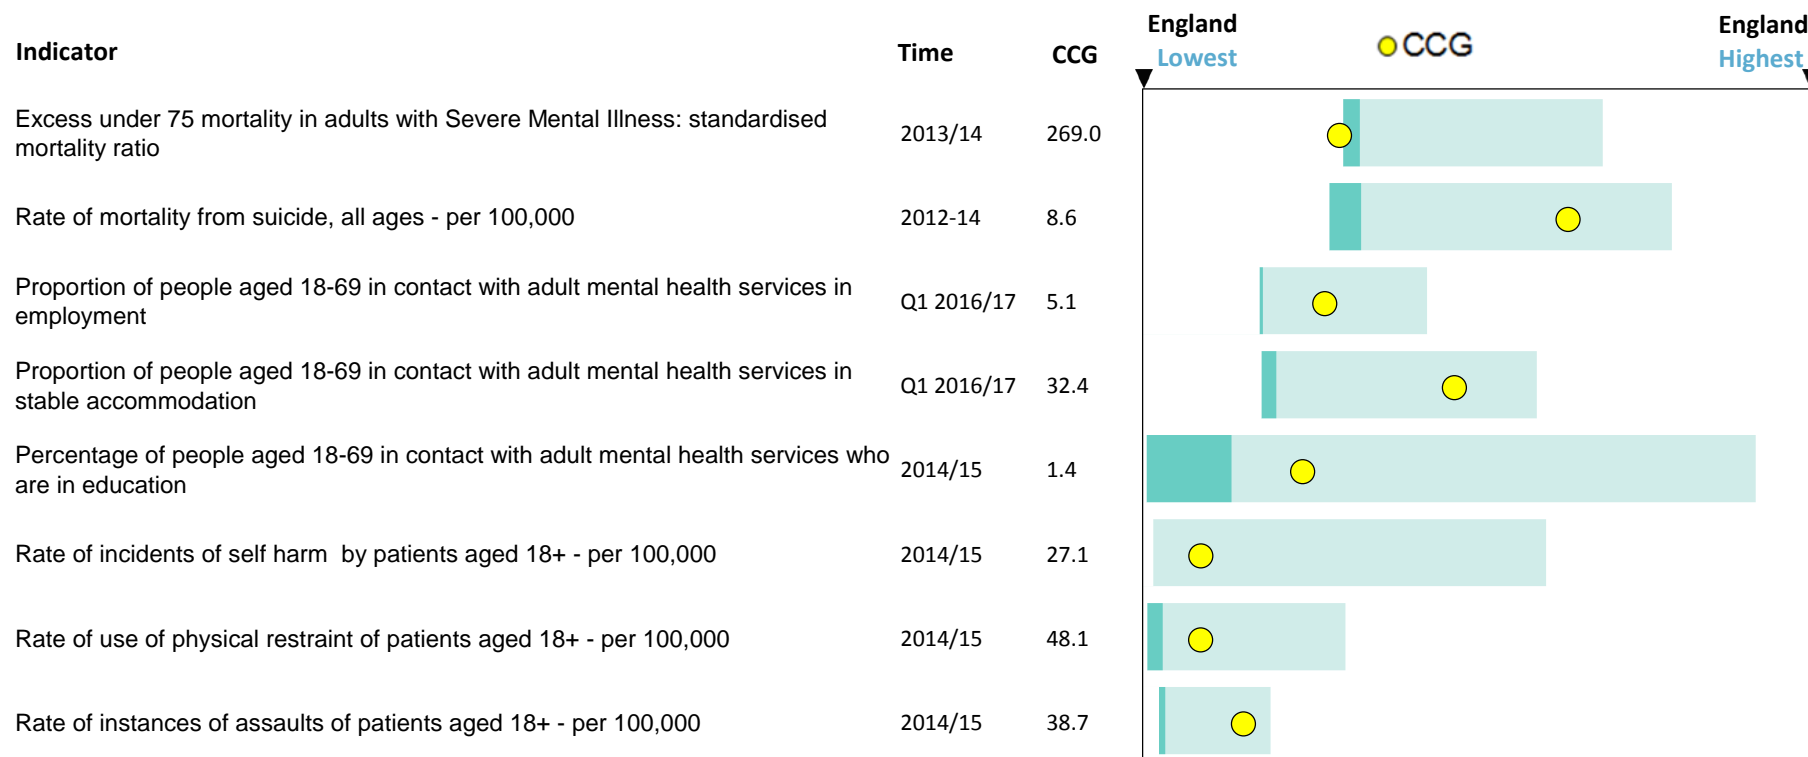 Indicator Time CCG England Lowest CCG England Highest
Excess under 75 mortality in adults with Severe Mental Illness: standardised
mortality ratio
2013/14 269.0
Rate of mortality from suicide, all ages - per 100,000 2012-14 8.6
Proportion of people aged 18-69 in contact with adult mental health services in
employment
Q1 2016/17 5.1
Proportion of people aged 18-69 in contact with adult mental health services in
stable accommodation
Q1 2016/17 32.4
Percentage of people aged 18-69 in contact with adult mental health services who
are in education
2014/15 1.4
Rate of incidents of self harm  by patients aged 18+ - per 100,000 2014/15 27.1
Rate of use of physical restraint of patients aged 18+ - per 100,000 2014/15 48.1
Rate of instances of assaults of patients aged 18+ - per 100,000 2014/15 38.7